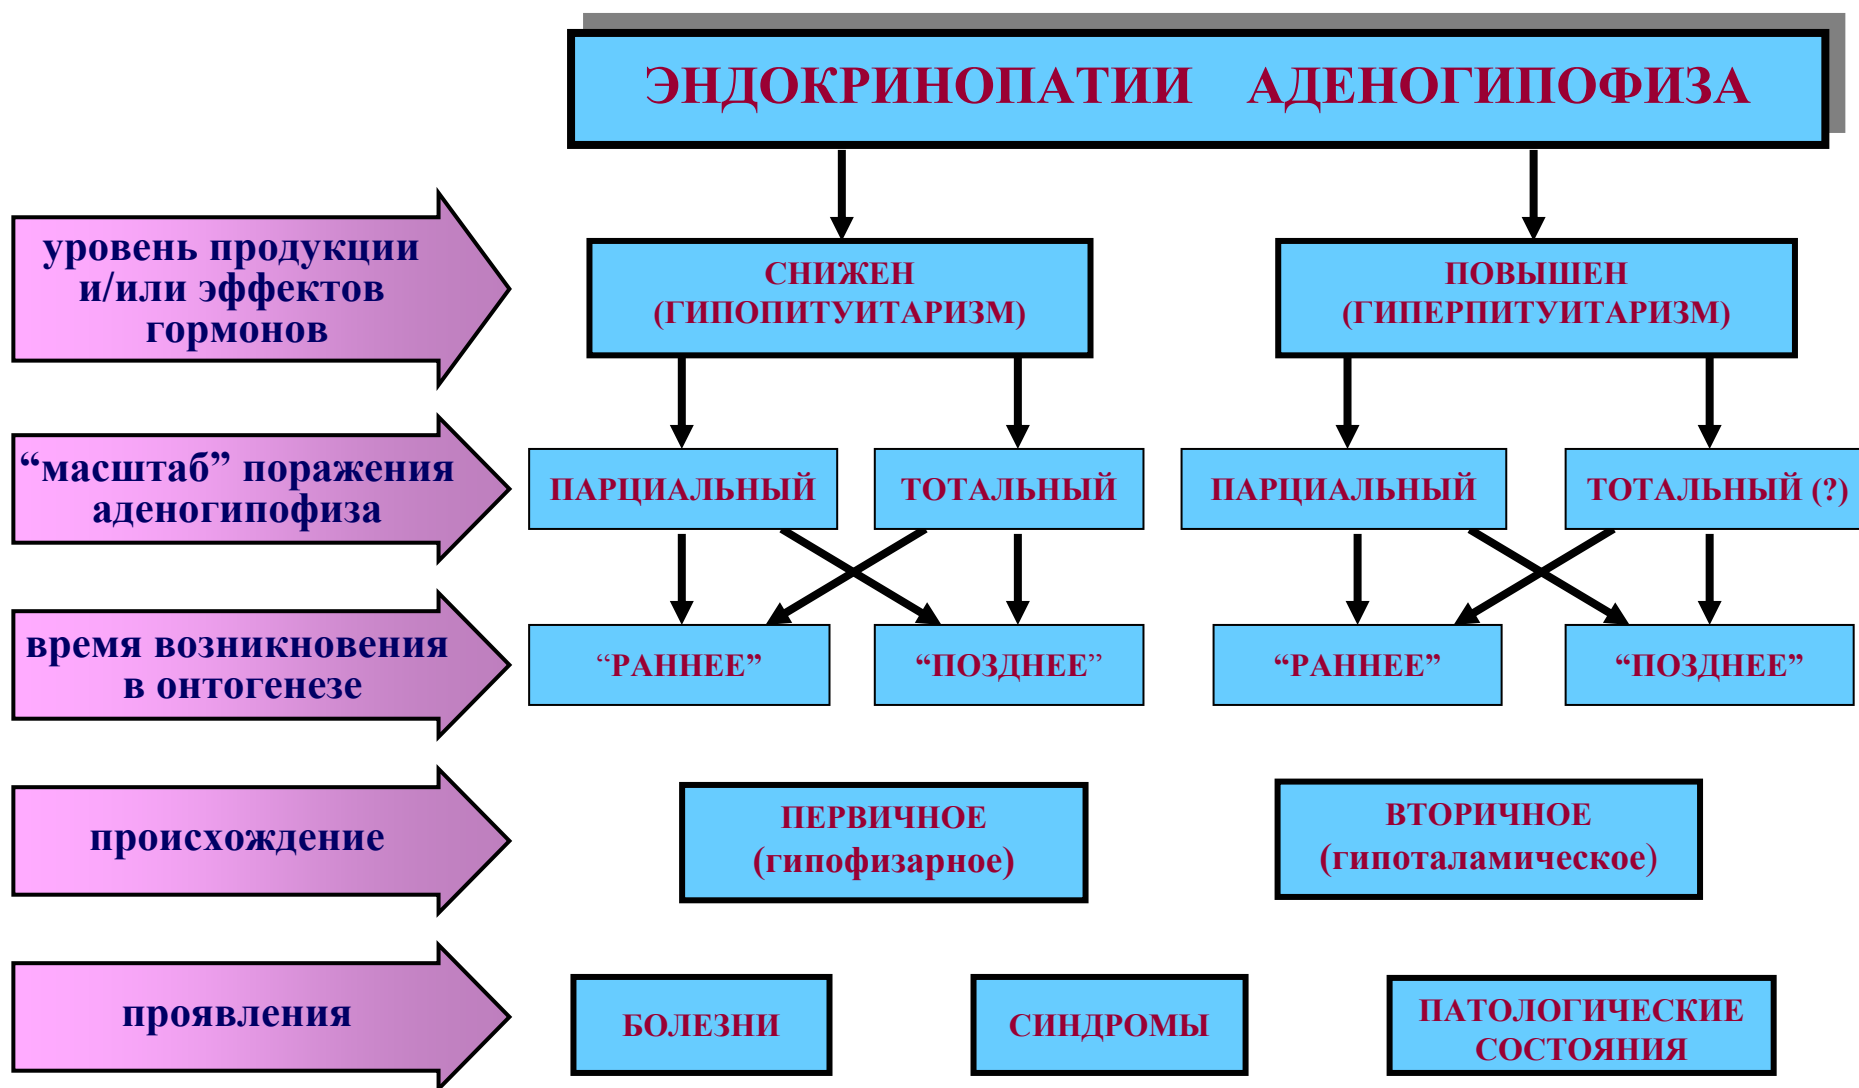 ЭНДОКРИНОПАТИИ АДЕНОГИПОФИЗА
уровень продукции
и/или эффектов
гормонов
СНИЖЕН
(ГИПОПИТУИТАРИЗМ)
ПОВЫШЕН
(ГИПЕРПИТУИТАРИЗМ)
“масштаб” поражения
аденогипофиза
ПАРЦИАЛЬНЫЙ
ТОТАЛЬНЫЙ
ПАРЦИАЛЬНЫЙ
ТОТАЛЬНЫЙ (?)
время возникновения
в онтогенезе
“РАННЕЕ”
“ПОЗДНЕЕ”
“РАННЕЕ”
“ПОЗДНЕЕ”
происхождение
ПЕРВИЧНОЕ
(гипофизарное)
ВТОРИЧНОЕ
(гипоталамическое)
проявления
БОЛЕЗНИ
СИНДРОМЫ
ПАТОЛОГИЧЕСКИЕ
СОСТОЯНИЯ